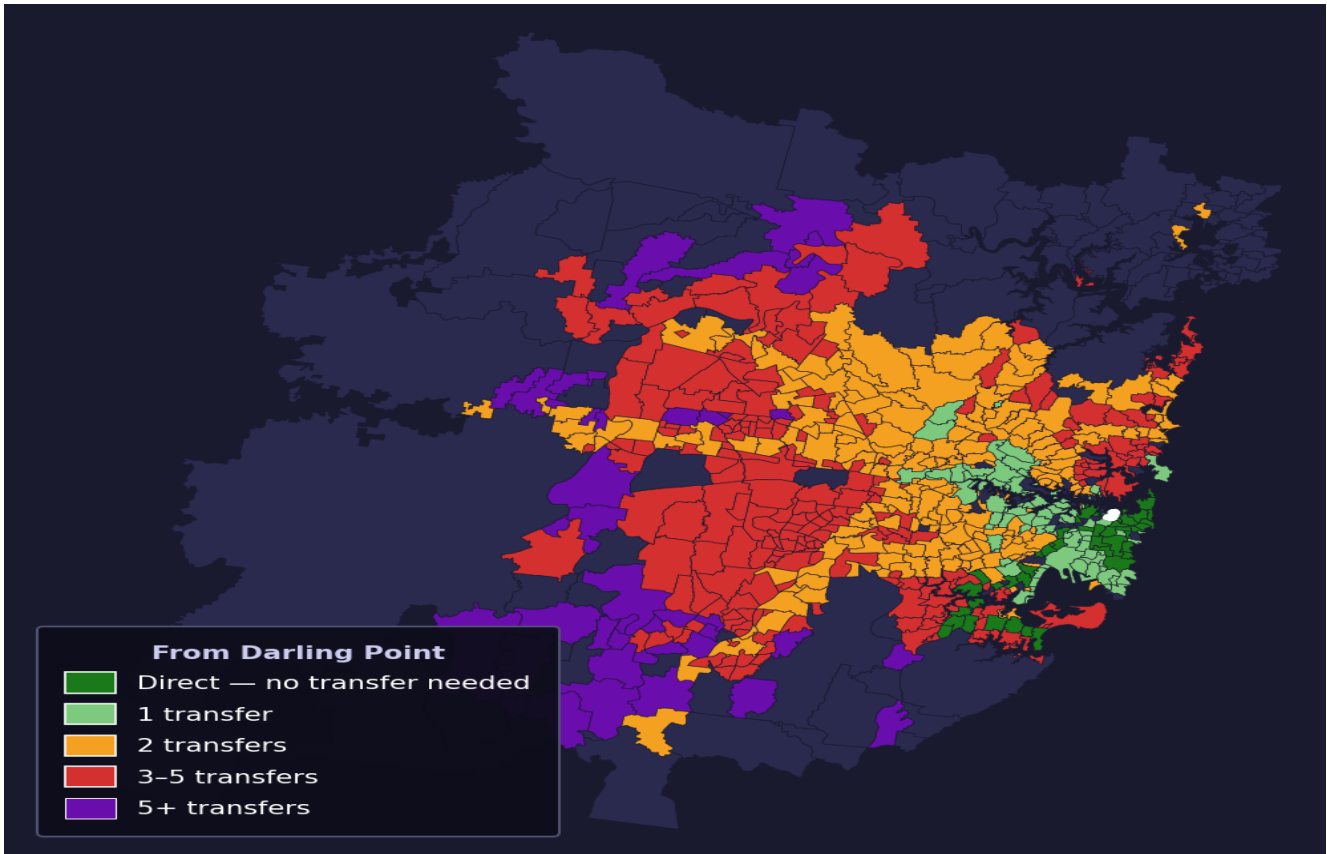 From Darling Point
Direct — no transfer needed
1 transfer
2 transfers
3–5 transfers
5+ transfers